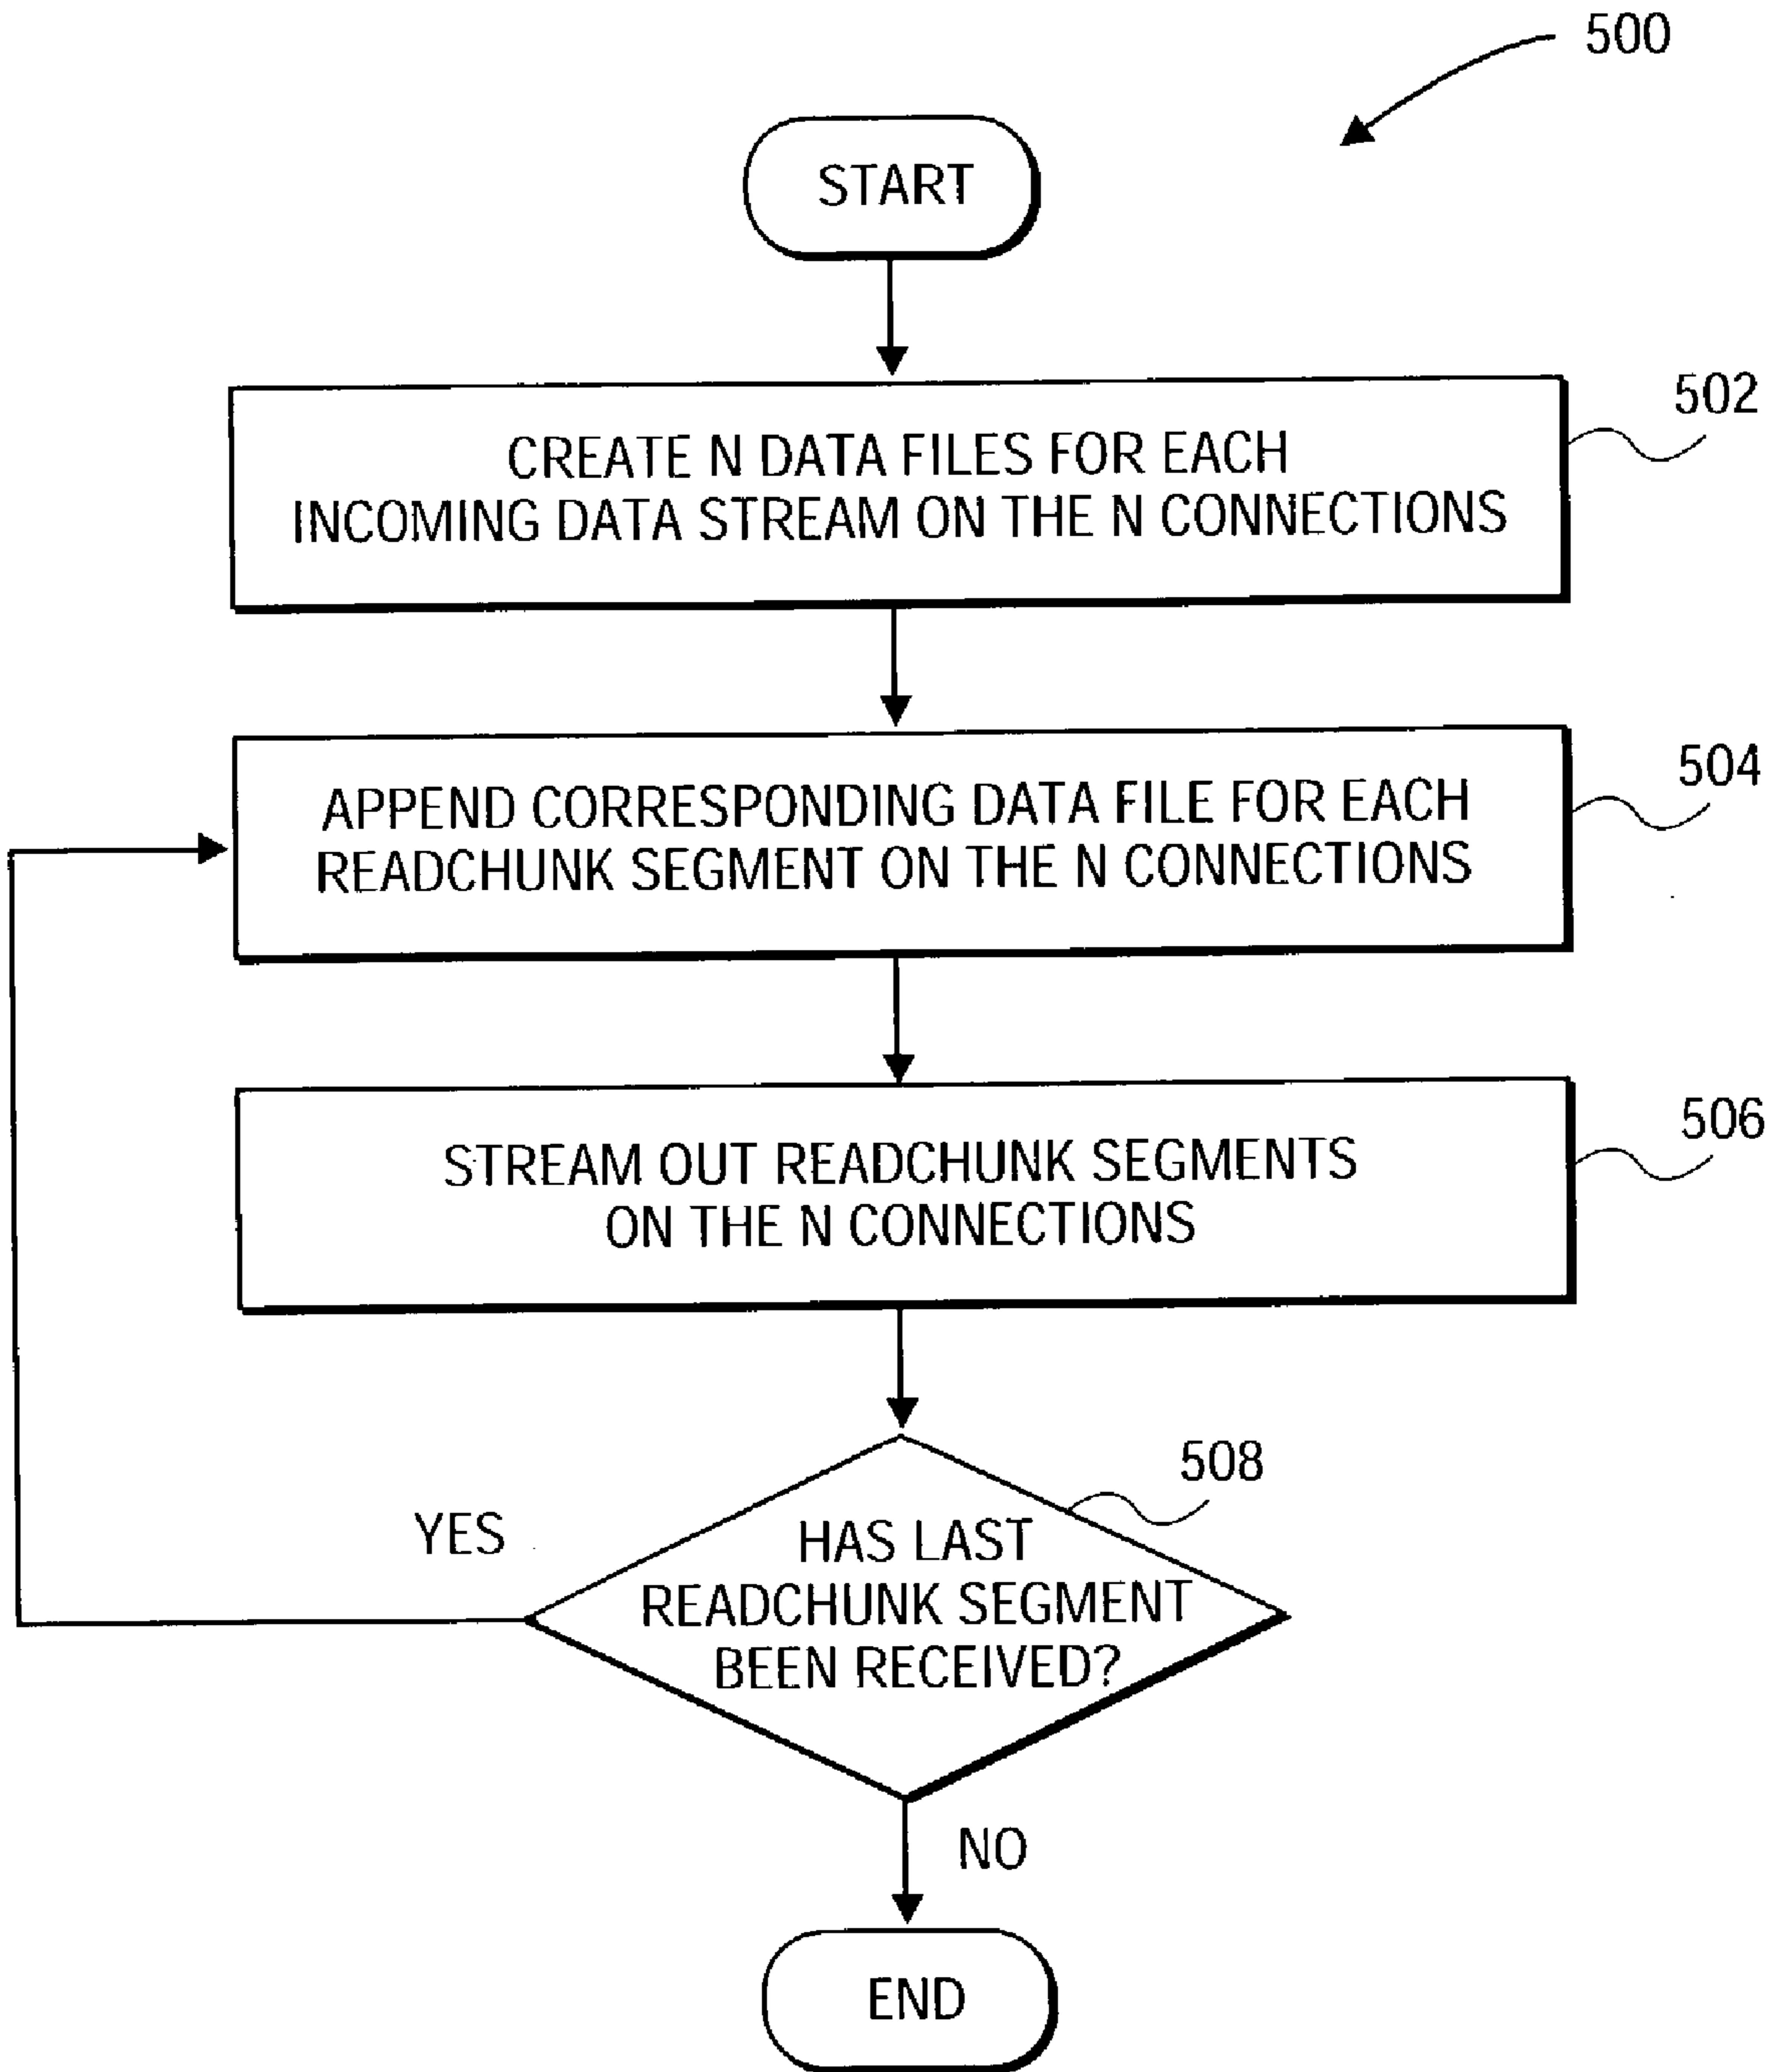 500
START
502
CREATE N DATA FILES FOR EACH
INCOMING DATA STREAM ON THE N CONNECTIONS
504
APPEND CORRESPONDING DATA FILE FOR EACH
READCHUNK SEGMENT ON THE N CONNECTIONS
506
STREAM OUT READCHUNK SEGMENTS
ON THE N CONNECTIONS
508
YES
HAS LAST
READCHUNK SEGMENT
BEEN RECEIVED?
NO
END